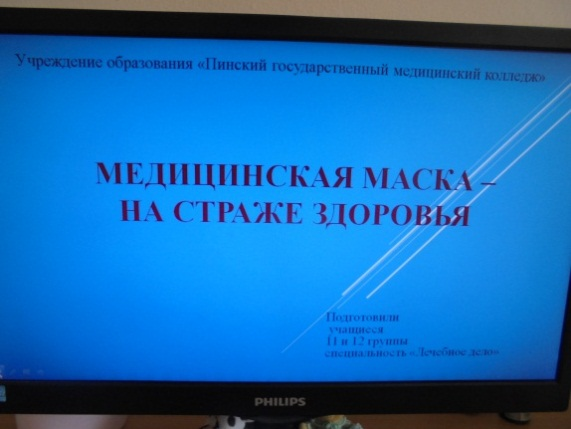 Учреждение образования «Пинский государственный медицинский колледж»
МЕДИЦИНСКАЯ МАСКА –
НА СТРАЖЕ ЗДОРОВЬЯ
Подготовили
учащиеся
11 и 12 группы
специальность «Лечебное дело»
PHILIPS